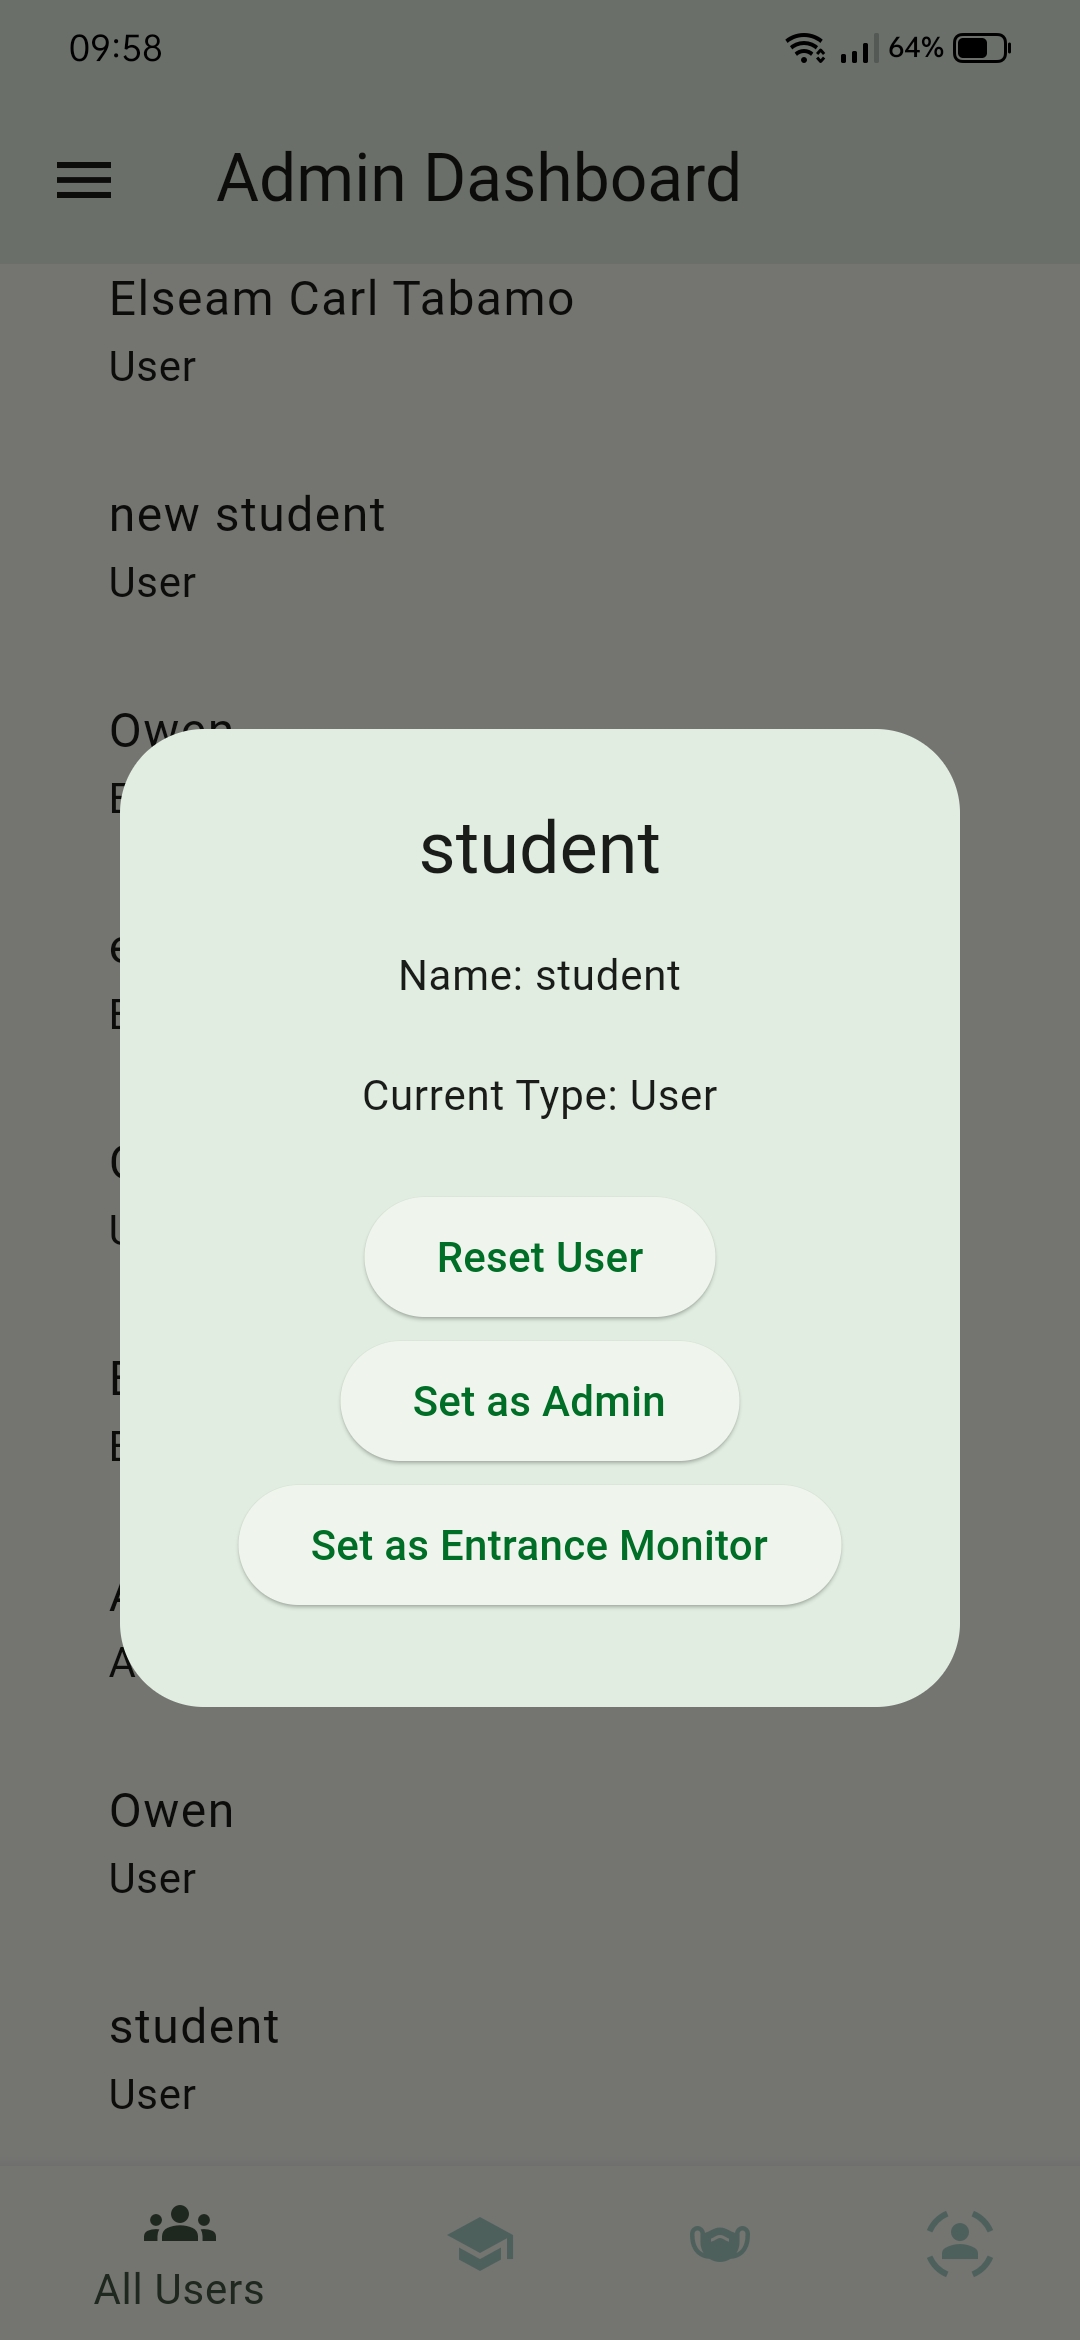 09:58
64%
Admin Dashboard
Elseam Carl Tabamo
User
new student
User
Owen
student
Name: student
Current Type: User
Reset User
Set as Admin
Set as Entrance Monitor
Owen
User
student
User
All Users